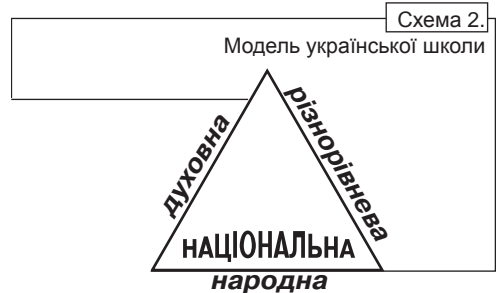 Схема 2.
Модель української школи
духовна
різнорівнева
НАЦІОНАЛЬНА
народна